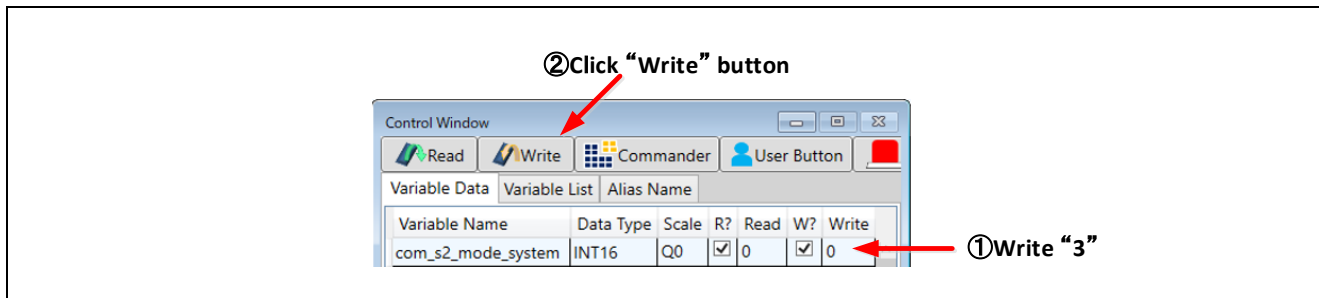 ②Click “Write” button
Control Window
Read Write Commander User Button
Variable Data Variable List Alias Name
Variable Name Data Type Scale R? Read W? Write
com_s2_mode_system INT16 Q0 0 0
①Write “3”